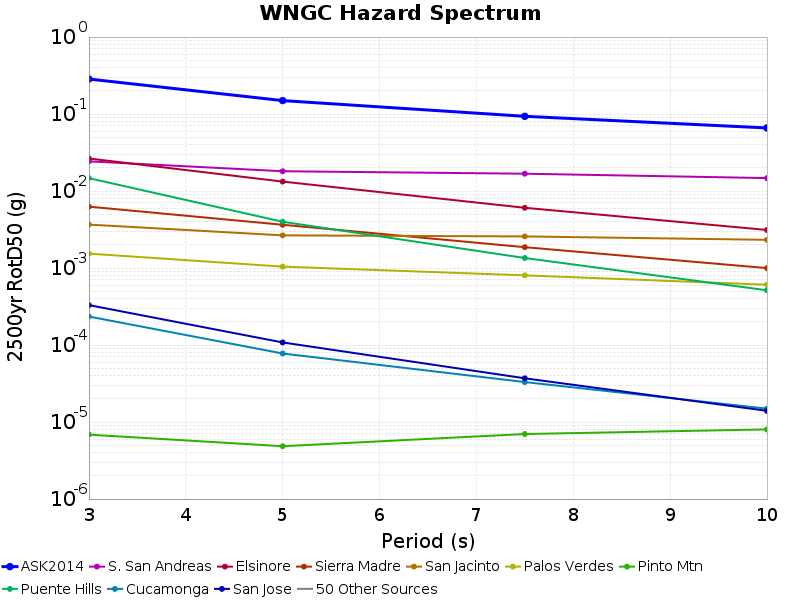 WNGC Hazard Spectrum
2500yr RotD50 (g)
10^0
10^-1
10^-2
10^-3
10^-4
10^-5
10^-6
3 4 5 6 7 8 9 10
Period (s)
ASK2014 S. San Andreas Elsinore Sierra Madre San Jacinto Palos Verdes Pinto Mtn
Puente Hills Cucamonga San Jose 50 Other Sources